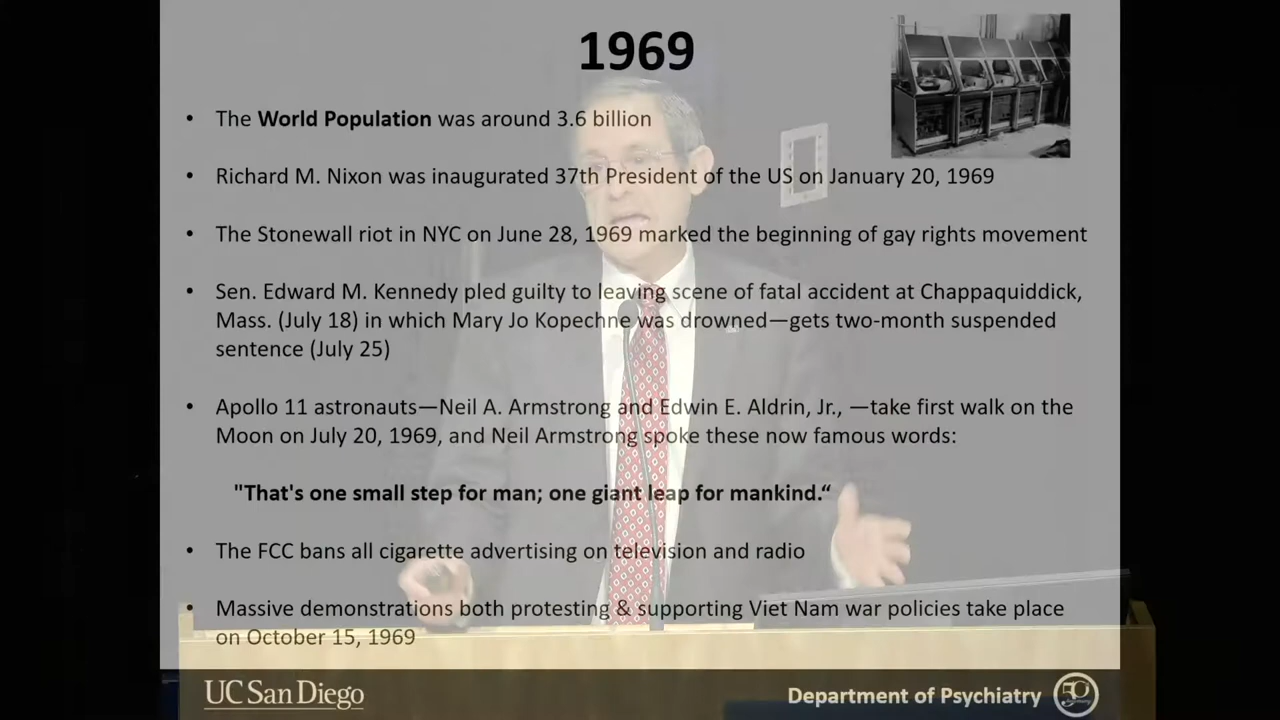 1969
• The World Population was around 3.6 billion
• Richard M. Nixon was inaugurated 37th President of the US on January 20, 1969
• The Stonewall riot in NYC on June 28, 1969 marked the beginning of gay rights movement
• Sen. Edward M. Kennedy pled guilty to leaving scene of fatal accident at Chappaquiddick,
Mass. (July 18) in which Mary Jo Kopechne was drowned—gets two-month suspended
sentence (July 25)
• Apollo 11 astronauts—Neil A. Armstrong and Edwin E. Aldrin, Jr., —take first walk on the
Moon on July 20, 1969, and Neil Armstrong spoke these now famous words:
"That's one small step for man; one giant leap for mankind.“
• The FCC bans all cigarette advertising on television and radio
• Massive demonstrations both protesting & supporting Viet Nam war policies take place
on October 15, 1969
UC San Diego
Department of Psychiatry
50